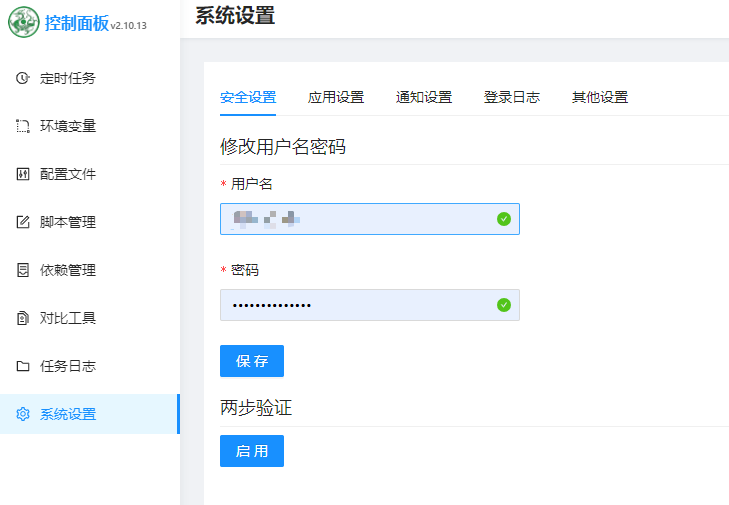 控制面板v2.10.13
系统设置
定时任务
环境变量
配置文件
脚本管理
依赖管理
对比工具
任务日志
系统设置
安全设置 应用设置 通知设置 登录日志 其他设置
修改用户名密码
* 用户名
* 密码
••••••••••••••
保 存
两步验证
启 用